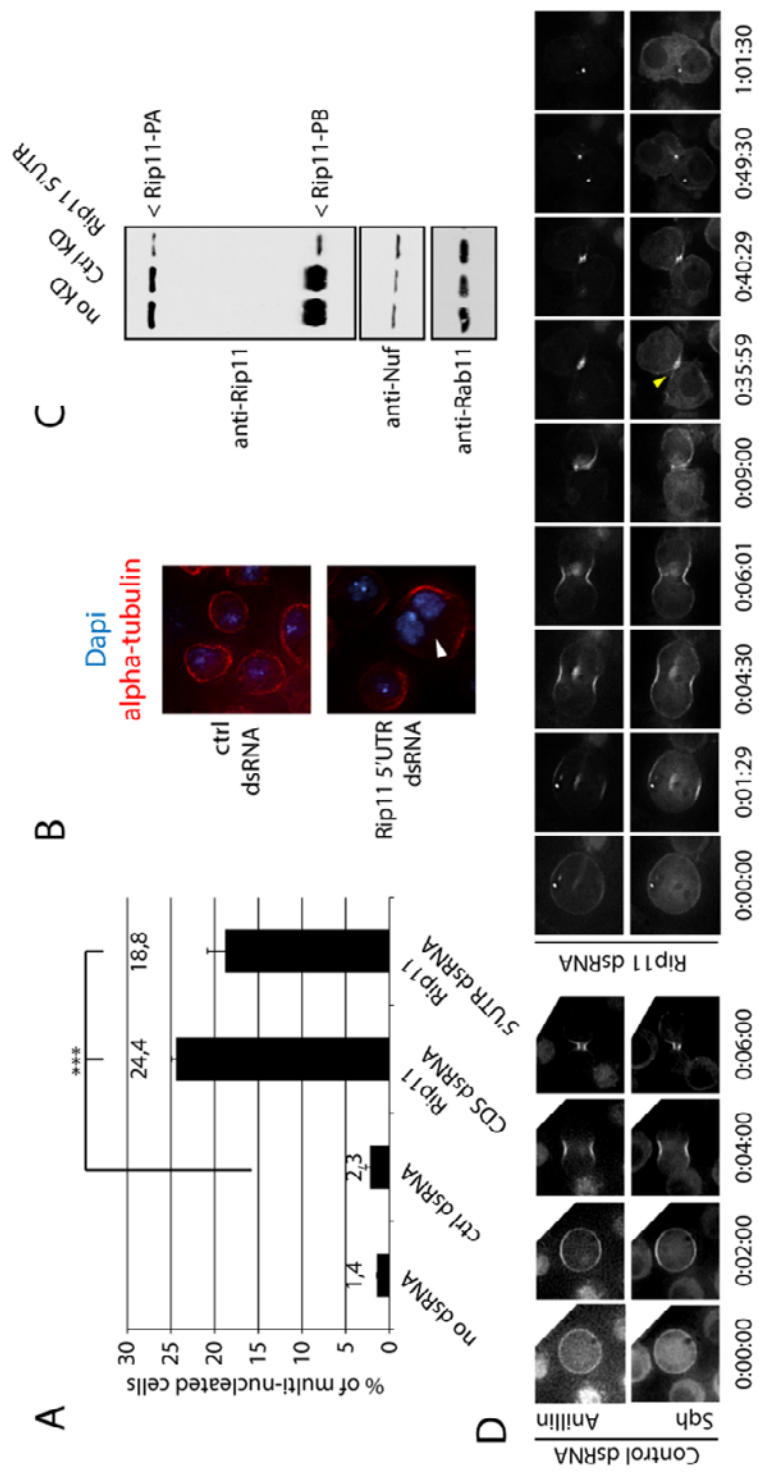 A
% of multi-nucleated cells
30
25
20
15
10
5
0
***
1,4
2,3
24,4
18,8
no dsRNA
ctrl dsRNA
Rip11
CDS dsRNA
Rip11
5'UTR dsRNA
B
Dapi
alpha-tubulin
ctrl
dsRNA
Rip11 5'UTR
dsRNA
C
no KD
Ctrl KD
Rip11 5'UTR
anti-Rip11
< Rip11-PA
< Rip11-PB
anti-Nuf
anti-Rab11
D
Control dsRNA
Anillin
Sqh
0:00:00
0:02:00
0:04:00
0:06:00
Rip11 dsRNA
0:00:00
0:01:29
0:04:30
0:06:01
0:09:00
0:35:59
0:40:29
0:49:30
1:01:30